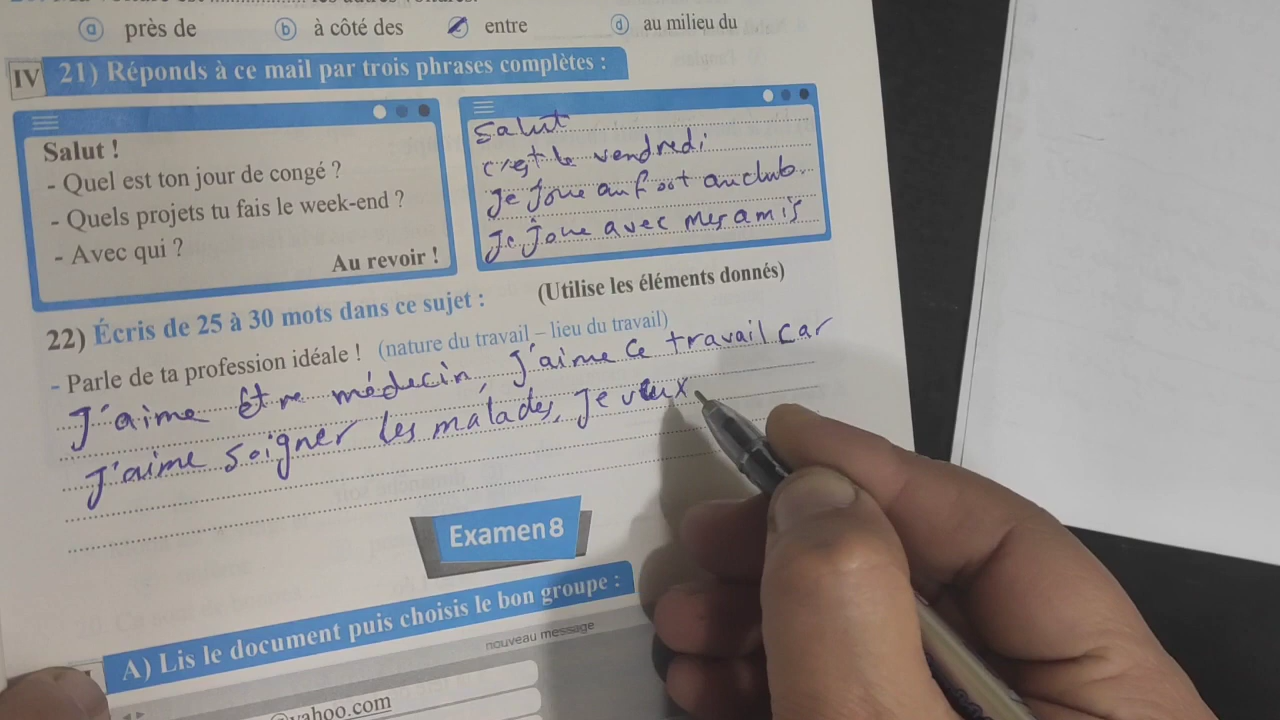 a près de b à côté des c entre d au milieu du
IV 21) Réponds à ce mail par trois phrases complètes :
Salut !
- Quel est ton jour de congé ?
- Quels projets tu fais le week-end ?
- Avec qui ?
Au revoir !
Salut
c'est le vendredi
Je joue au foot au club.
Je joue avec mes amis
22) Écris de 25 à 30 mots dans ce sujet :
(Utilise les éléments donnés)
- Parle de ta profession idéale ! (nature du travail – lieu du travail)
J'aime être médecin, J'aime ce travail car
J'aime soigner les malades, Je veux
Examen 8
A) Lis le document puis choisis le bon groupe :
nouveau message
@yahoo.com